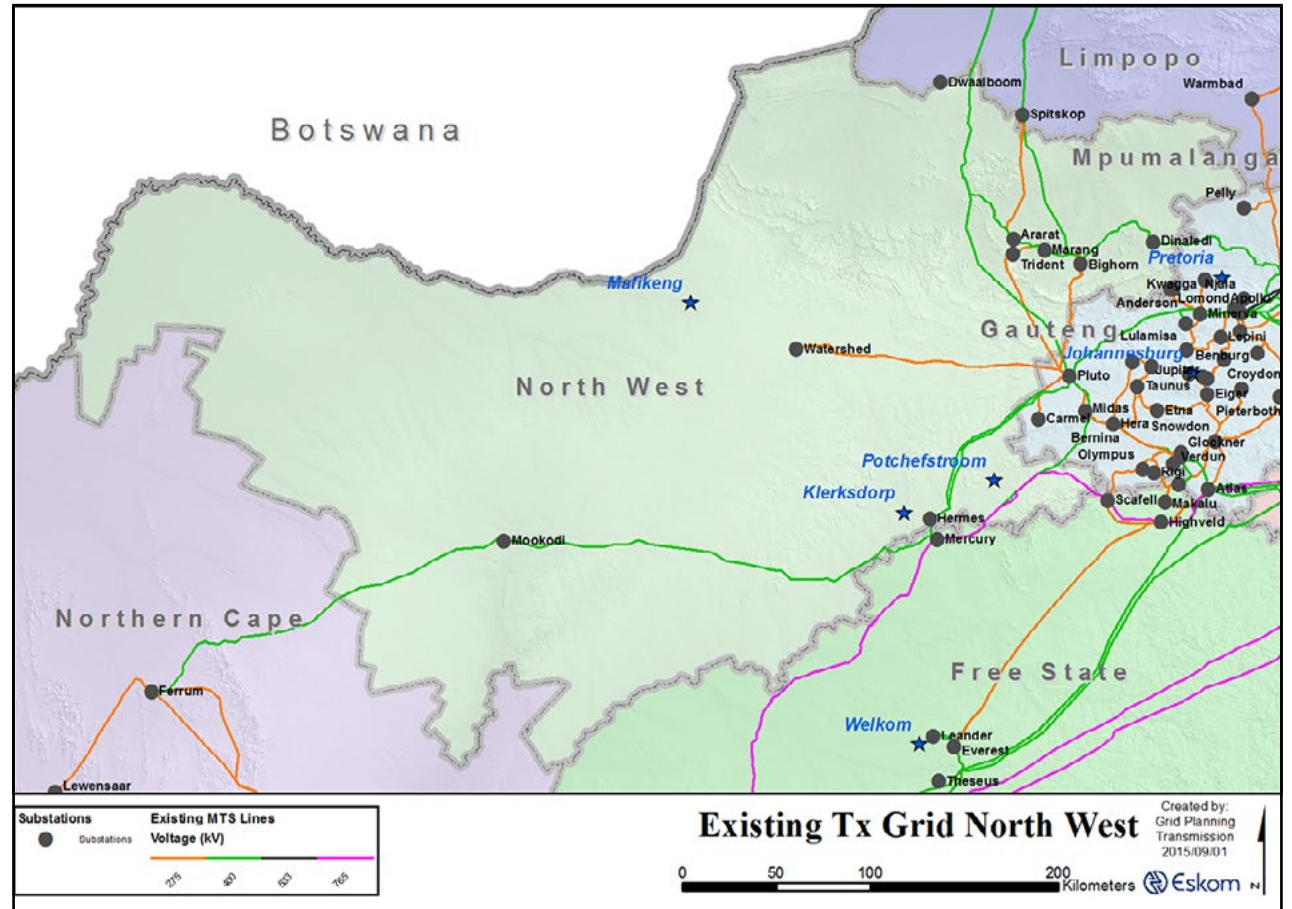 Limpopo
Warmbad
Dwaalboom
Spitskop
Botswana
Mpumalanga
Pelly
Ararat
Marang
Dinaledi
Trident
Bighorn
Pretoria
Mafikeng
Kwagga Njala
Anderson
Lomond Apollo
Minerva
Gauteng
Lulamisa
Lepini
Watershed
Johannesburg
Benburg
Jupiter
Croydon
Pluto
North West
Taunus
Eiger
Midas
Etna
Pieterboth
Carmel
Hera
Snowdon
Bernina
Glockner
Olympus
Verdun
Potchefstroom
Rigi
Klerksdorp
Atlas
Scafell
Makalu
Hermes
Highveld
Mookodi
Mercury
Northern Cape
Free State
Ferrum
Welkom
Leander
Everest
Theseus
Lewensaar
Substations
Substations
Existing MTS Lines
Voltage (kV)
275
400
533
765
Existing Tx Grid North West
Created by:
Grid Planning
Transmission
2015/09/01
0 50 100 200
Kilometers
Eskom
N